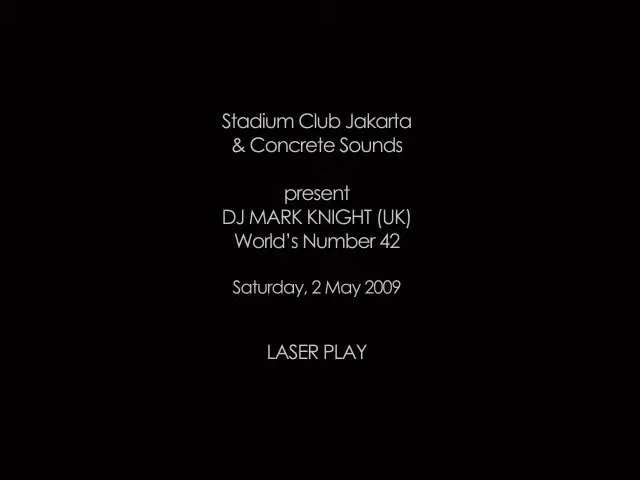 Stadium Club Jakarta
& Concrete Sounds
present
DJ MARK KNIGHT (UK)
World's Number 42
Saturday, 2 May 2009
LASER PLAY